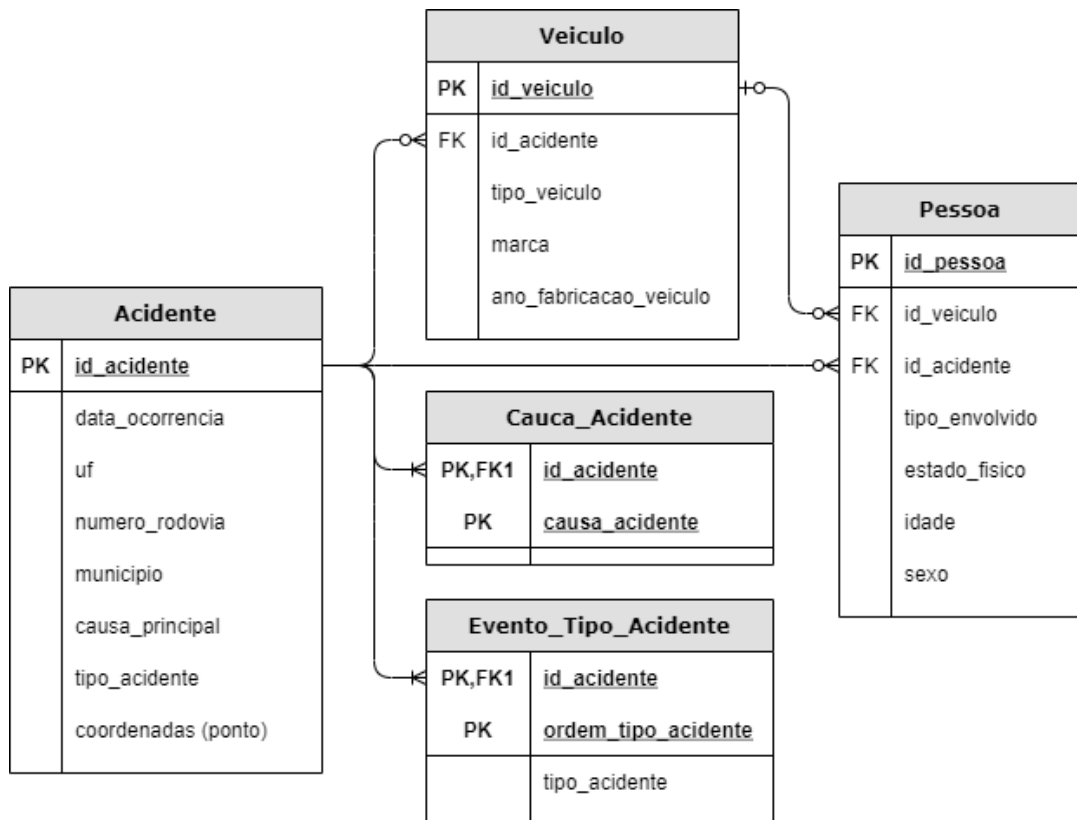 Veiculo
PK id_veiculo
FK id_acidente
tipo_veiculo
marca
ano_fabricacao_veiculo
Pessoa
PK id_pessoa
FK id_veiculo
FK id_acidente
tipo_envolvido
estado_fisico
idade
sexo
Acidente
PK id_acidente
data_ocorrencia
uf
numero_rodovia
municipio
causa_principal
tipo_acidente
coordenadas (ponto)
Cauca_Acidente
PK,FK1 id_acidente
PK causa_acidente
Evento_Tipo_Acidente
PK,FK1 id_acidente
PK ordem_tipo_acidente
tipo_acidente